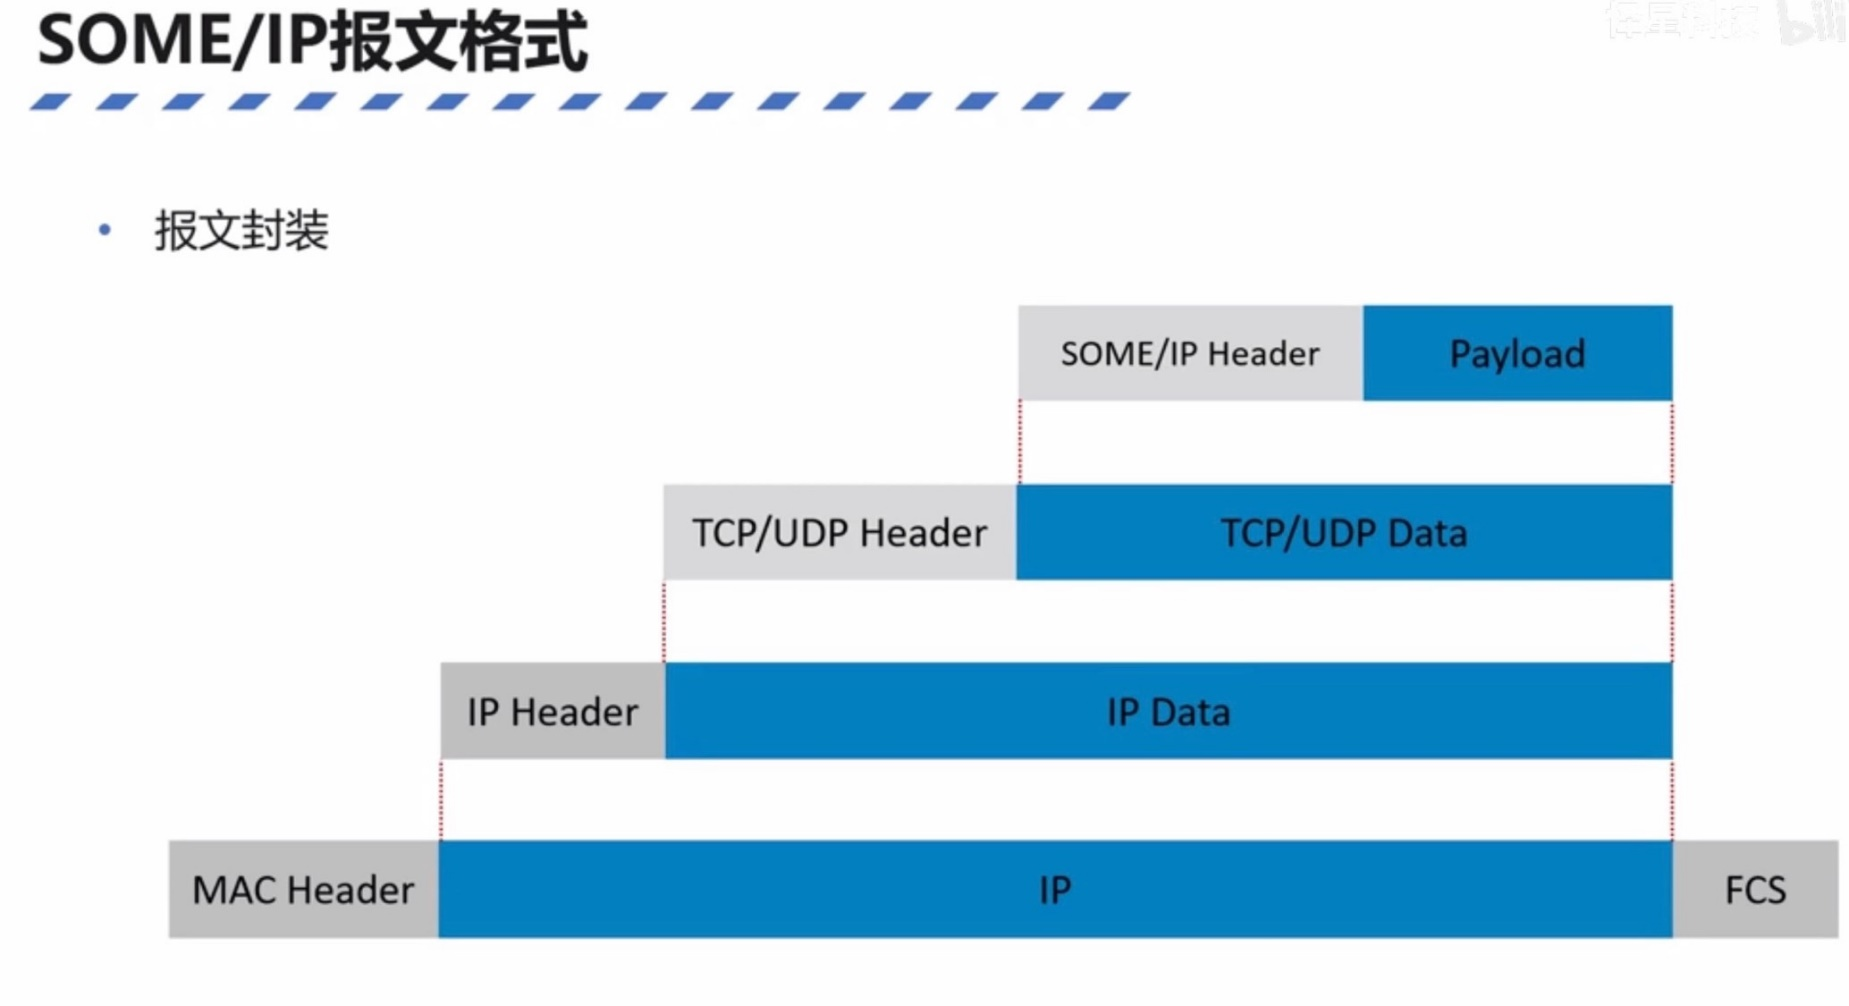 SOME/IP报文格式
• 报文封装
SOME/IP Header Payload
TCP/UDP Header TCP/UDP Data
IP Header IP Data
MAC Header IP FCS